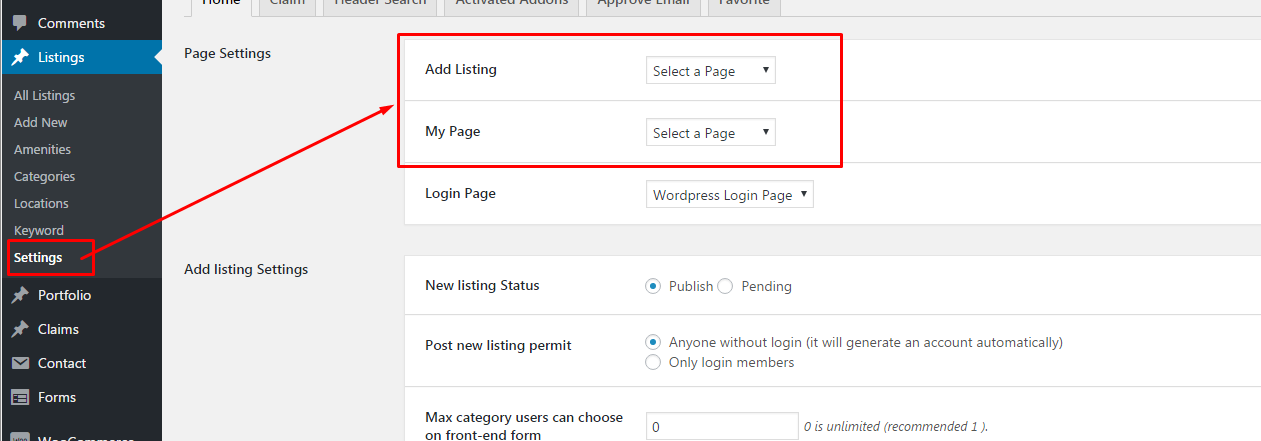 Home Claim Header Search Activated Addons Approve Email Favorite
Comments
Listings
All Listings
Add New
Amenities
Categories
Locations
Keyword
Settings
Portfolio
Claims
Contact
Forms
WooCommerce
Page Settings
Add Listing Select a Page
My Page Select a Page
Login Page Wordpress Login Page
Add listing Settings
New listing Status Publish Pending
Post new listing permit Anyone without login (it will generate an account automatically)
Only login members
Max category users can choose
on front-end form 0 0 is unlimited (recommended 1 ).